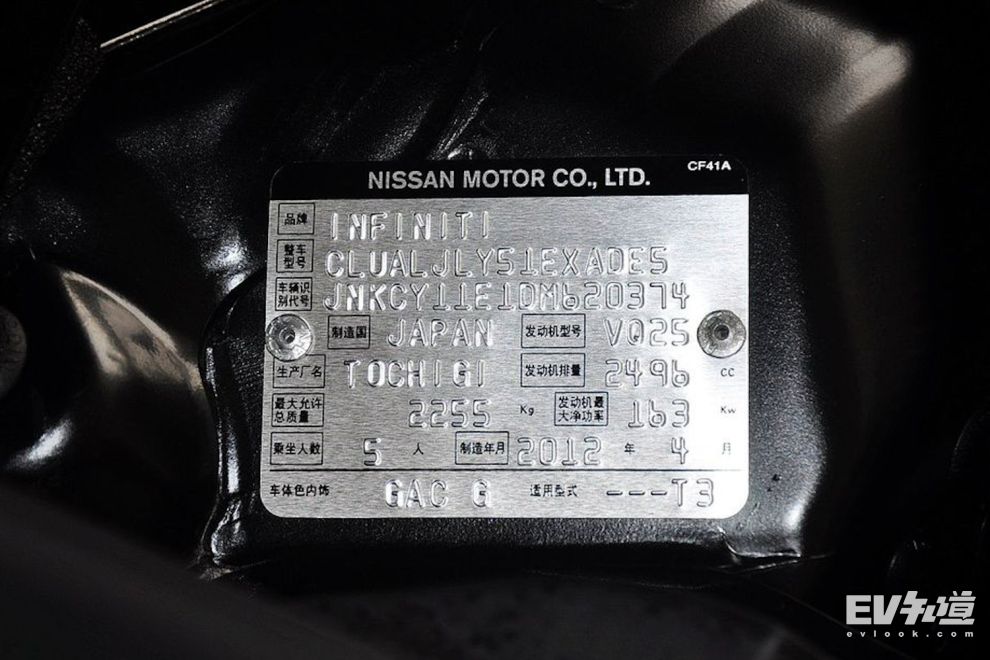 CF41A
NISSAN MOTOR CO., LTD.
品牌 INFINITI
整车型号 CLUALJLY51EXADE5
车辆识别代号 JNKCY11E1DM620374
制造国 JAPAN 发动机型号 VQ25
生产厂名 TOCHIGI 发动机排量 2496 cc
最大允许总质量 2255 Kg 发动机最大净功率 163 Kw
乘坐人数 5 人 制造年月 2012 年 4 月
车体色内饰 GAC G 适用型式 ---T3
EV知道
evlook.com